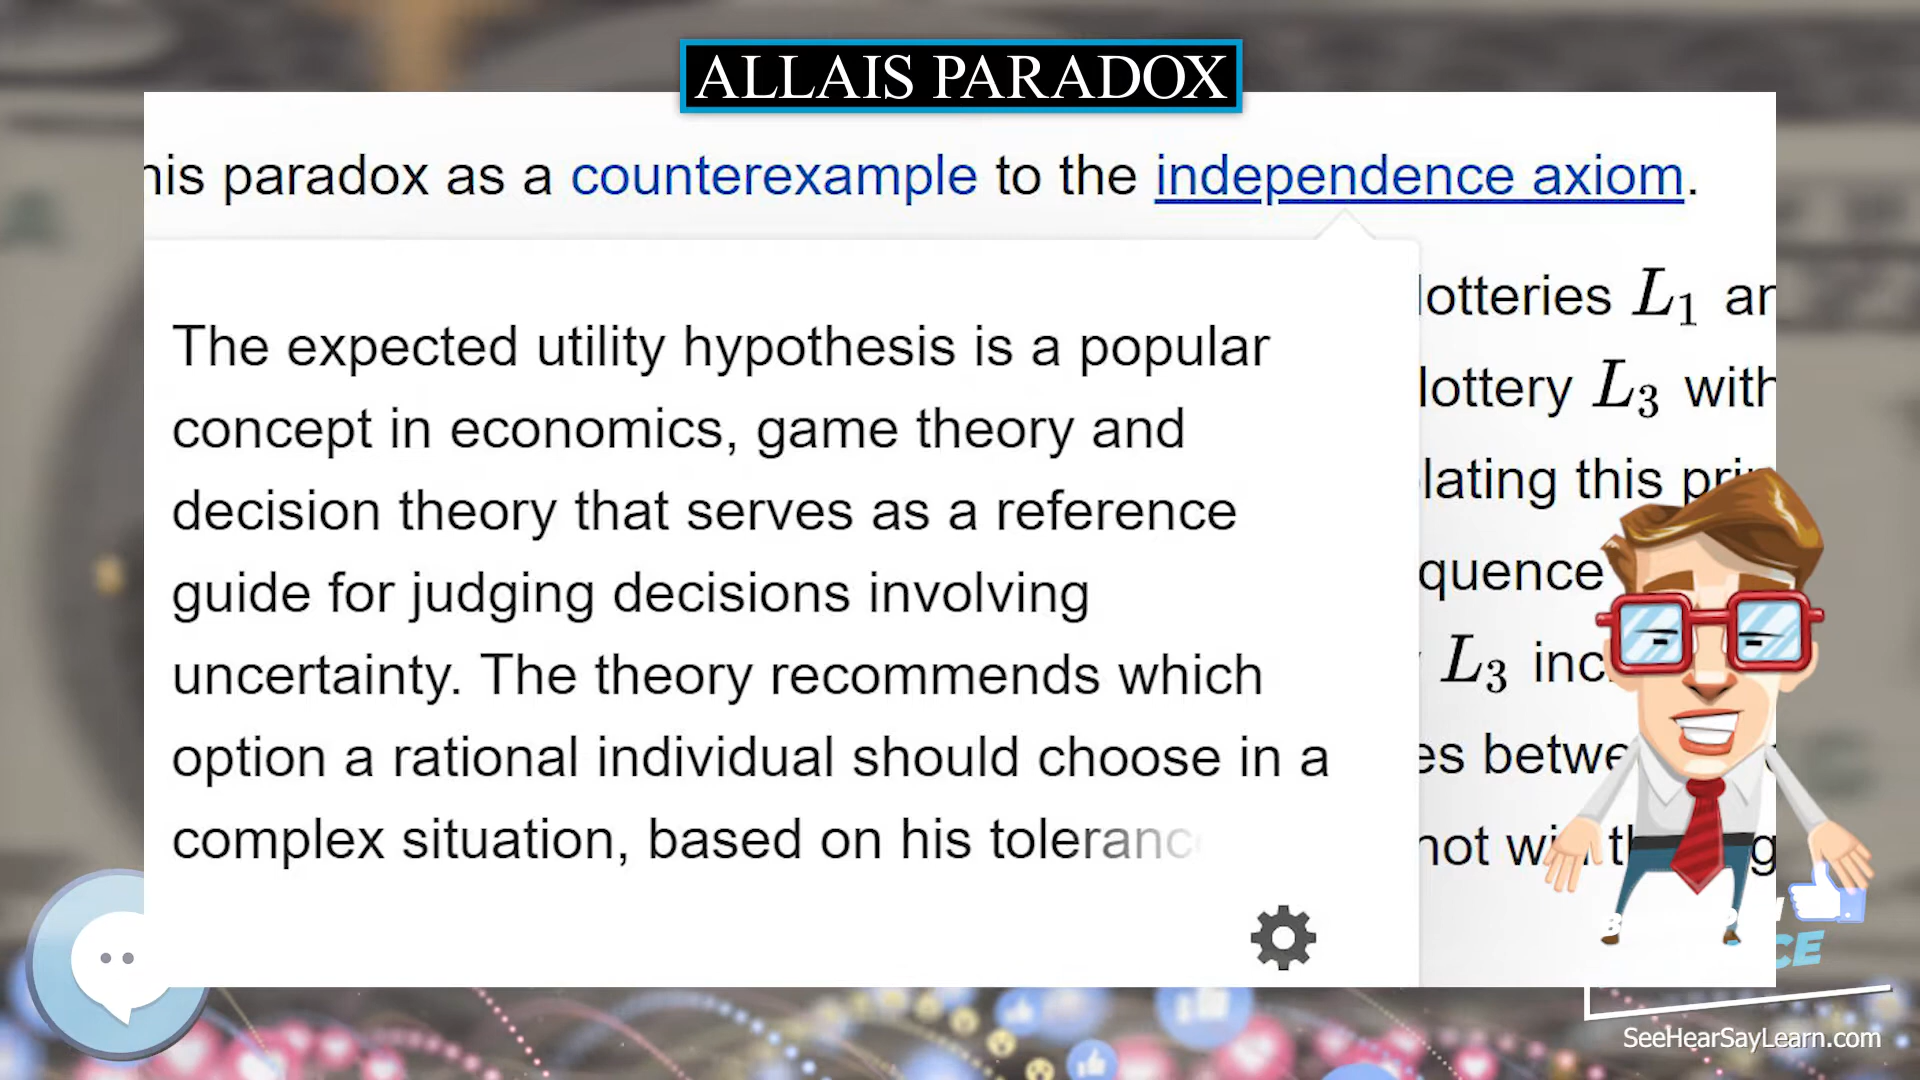 ALLAIS PARADOX
his paradox as a counterexample to the independence axiom.
The expected utility hypothesis is a popular
concept in economics, game theory and
decision theory that serves as a reference
guide for judging decisions involving
uncertainty. The theory recommends which
option a rational individual should choose in a
complex situation, based on his toleranc
lotteries L₁ an
lottery L₃ with
lating this
quence
L₃ inc
es betwe
not
SeeHearSayLearn.com